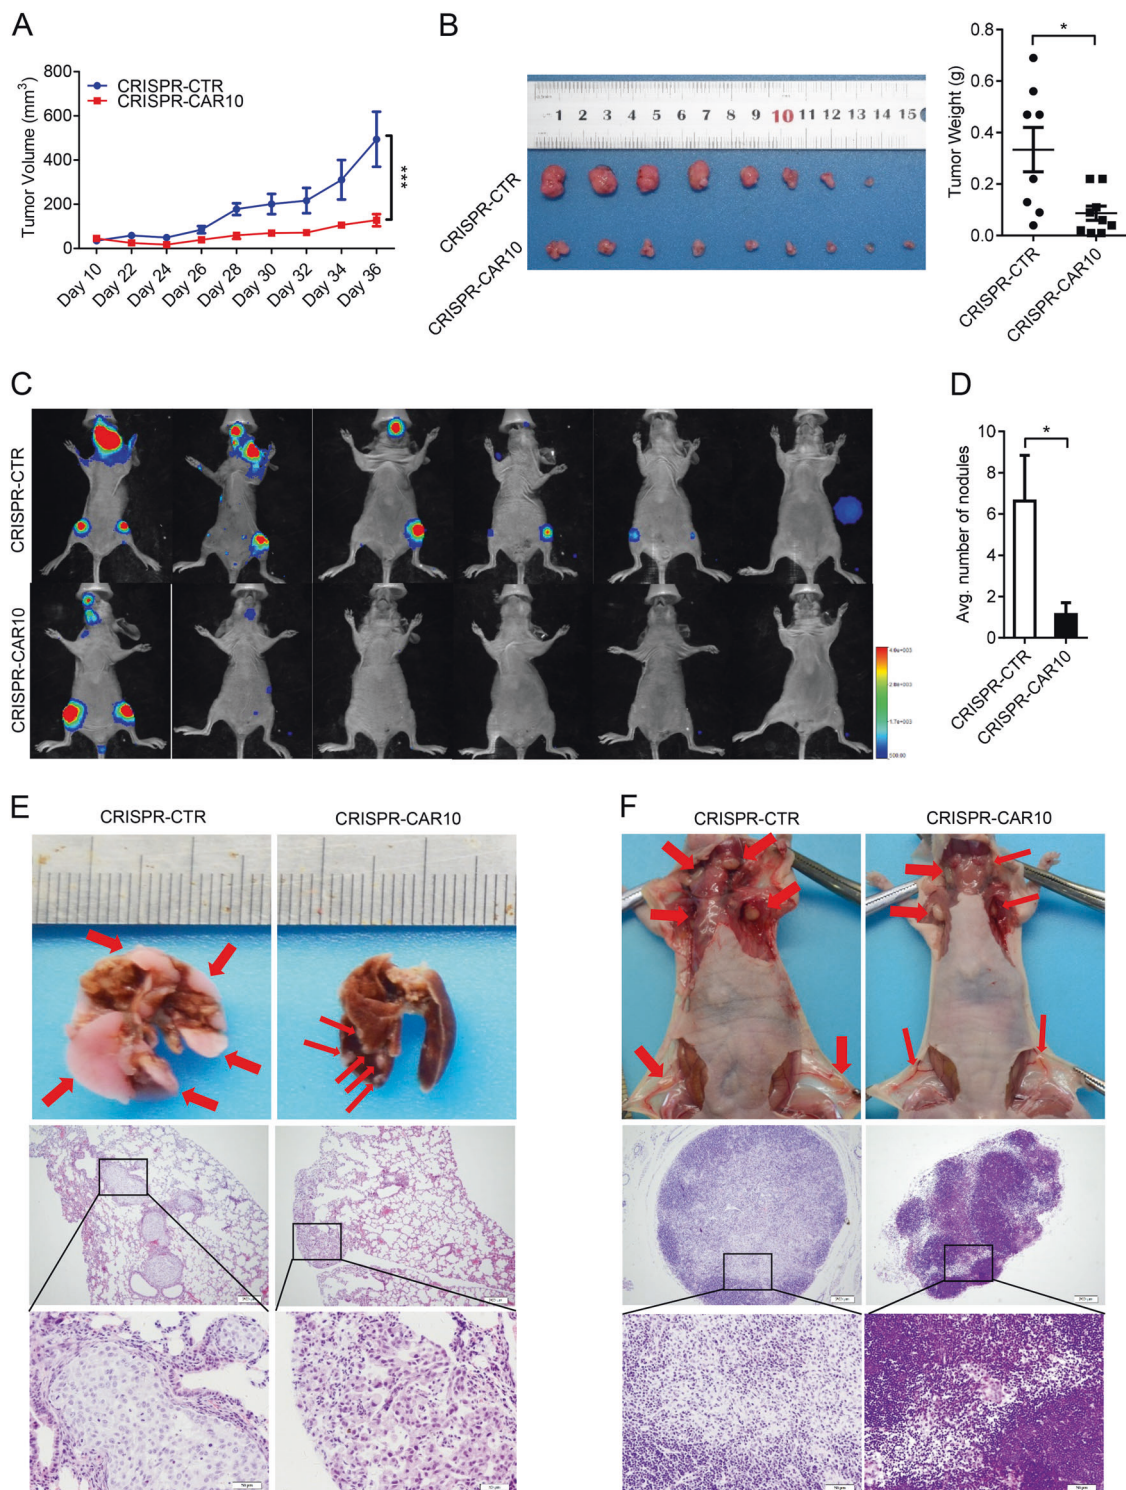 A
Tumor Volume (mm³)
800
600
400
200
0
CRISPR-CTR
CRISPR-CAR10
***
Day 10
Day 22
Day 24
Day 26
Day 28
Day 30
Day 32
Day 34
Day 36
B
1 2 3 4 5 6 7 8 9 10 11 12 13 14 15
CRISPR-CTR
CRISPR-CAR10
Tumor Weight (g)
0.8
0.6
0.4
0.2
0.0
*
CRISPR-CTR
CRISPR-CAR10
C
CRISPR-CTR
CRISPR-CAR10
D
Avg. number of nodules
10
8
6
4
2
0
*
CRISPR-CTR
CRISPR-CAR10
E
CRISPR-CTR
CRISPR-CAR10
F
CRISPR-CTR
CRISPR-CAR10